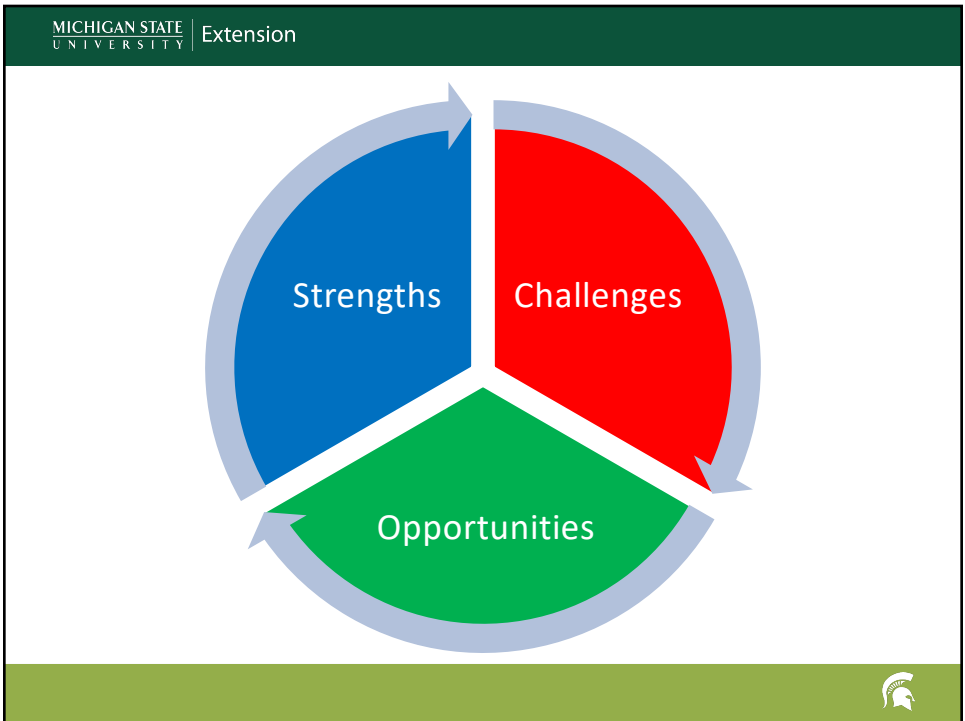 MICHIGAN STATE
UNIVERSITY
Extension
Strengths
Challenges
Opportunities